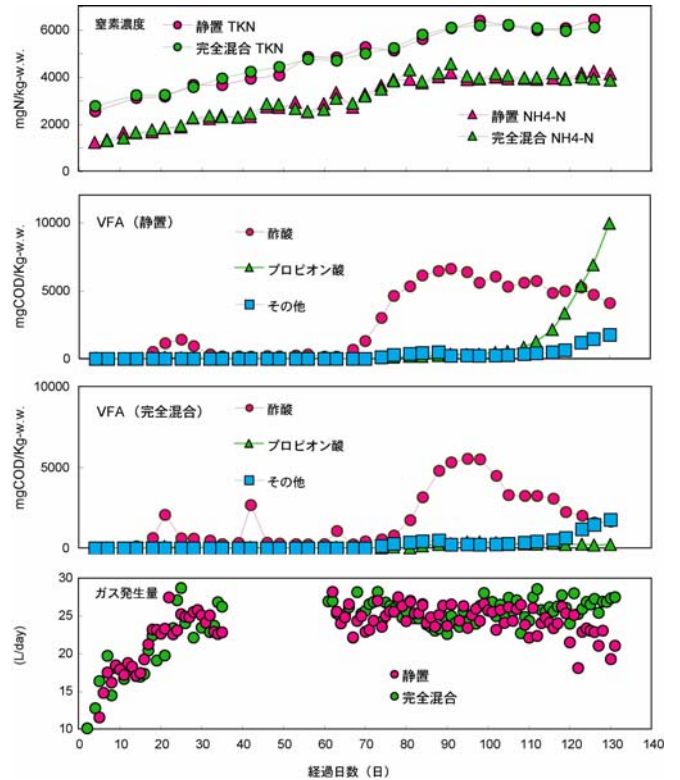 窒素濃度
静置 TKN
完全混合 TKN
静置 NH4-N
完全混合 NH4-N
mgN/kg-w.w.
6000
4000
2000
0
VFA (静置)
酢酸
プロピオン酸
その他
mgCOD/Kg-w.w.
10000
5000
0
VFA (完全混合)
酢酸
プロピオン酸
その他
mgCOD/Kg-w.w.
10000
5000
0
ガス発生量
静置
完全混合
(L/day)
30
25
20
15
10
0 10 20 30 40 50 60 70 80 90 100 110 120 130 140
経過日数 (日)